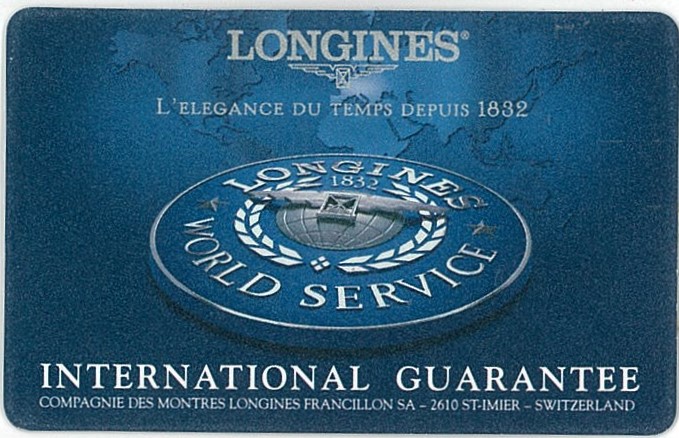 LONGINES®
L'ELEGANCE DU TEMPS DEPUIS 1832
LONGINES
1832
WORLD SERVICE
INTERNATIONAL GUARANTEE
COMPAGNIE DES MONTRES LONGINES FRANCILLON SA – 2610 ST-IMIER – SWITZERLAND